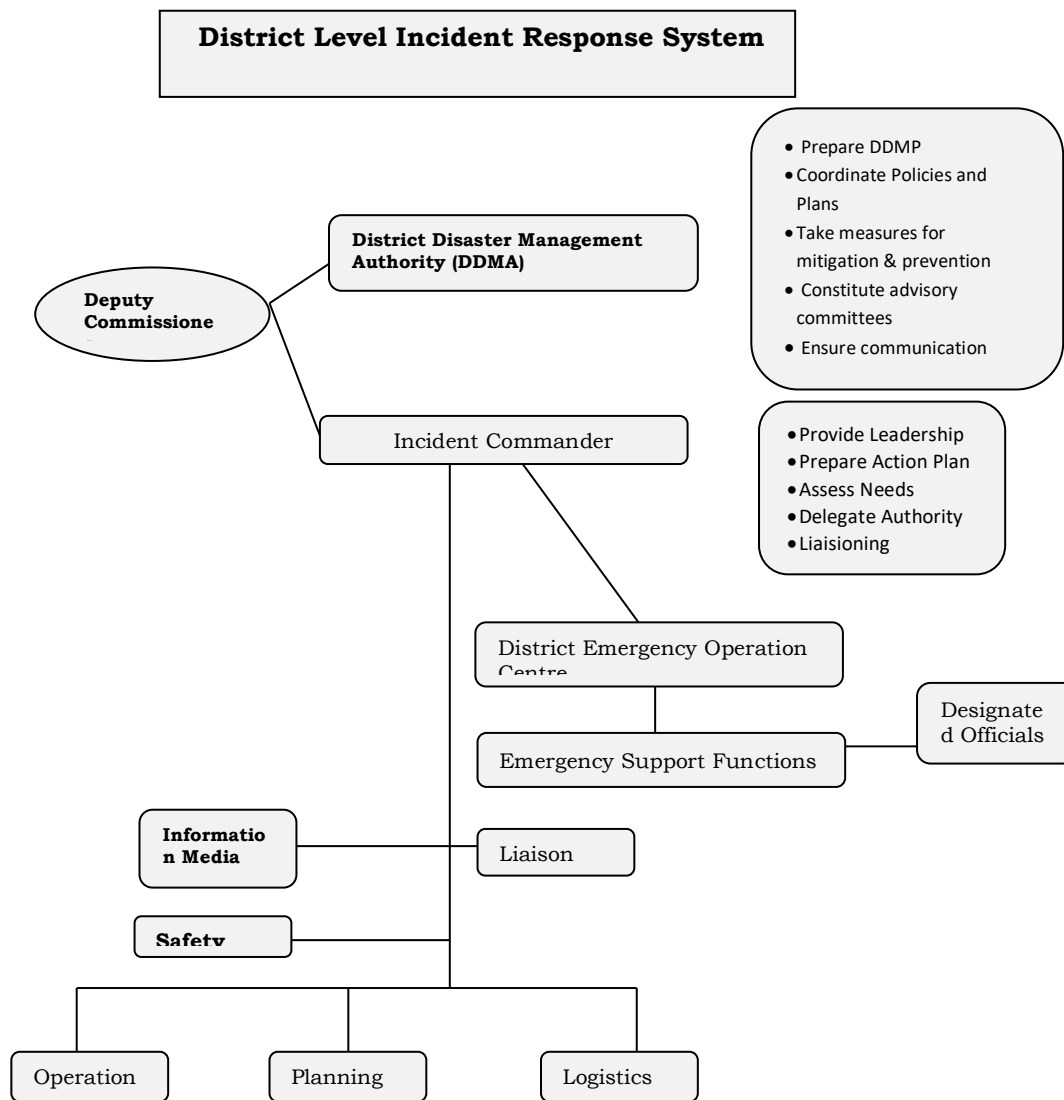 District Level Incident Response System
• Prepare DDMP
• Coordinate Policies and
Plans
• Take measures for
mitigation & prevention
• Constitute advisory
committees
• Ensure communication
District Disaster Management
Authority (DDMA)
Deputy
Commissione
Incident Commander
• Provide Leadership
• Prepare Action Plan
• Assess Needs
• Delegate Authority
• Liaisioning
District Emergency Operation
Centre
Designate
d Officials
Emergency Support Functions
Informatio
n Media
Liaison
Safety
Operation
Planning
Logistics